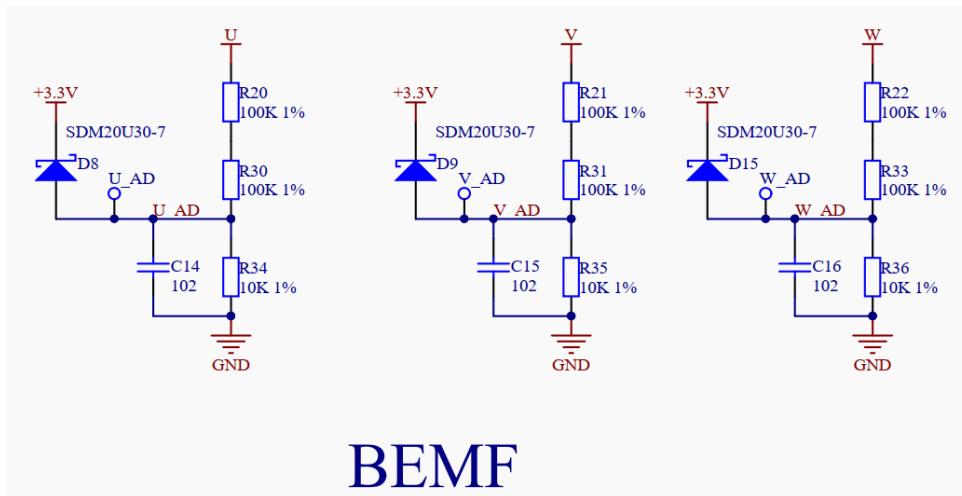 U
+3.3V
R20
100K 1%
SDM20U30-7
D8
U_AD
R30
100K 1%
U_AD
C14
102
R34
10K 1%
GND
V
+3.3V
R21
100K 1%
SDM20U30-7
D9
V_AD
R31
100K 1%
V_AD
C15
102
R35
10K 1%
GND
W
+3.3V
R22
100K 1%
SDM20U30-7
D15
W_AD
R33
100K 1%
W_AD
C16
102
R36
10K 1%
GND
BEMF